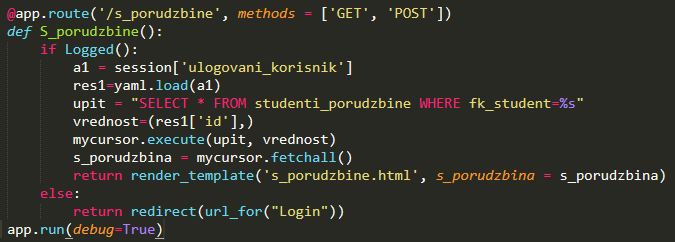 @app.route('/s_porudzbine', methods = ['GET', 'POST'])
def S_porudzbine():
    if Logged():
        a1 = session['ulogovani_korisnik']
        res1=yaml.load(a1)
        upit = "SELECT * FROM studenti_porudzbine WHERE fk_student=%s"
        vrednost=(res1['id'],)
        mycursor.execute(upit, vrednost)
        s_porudzbina = mycursor.fetchall()
        return render_template('s_porudzbine.html', s_porudzbina = s_porudzbina)
    else:
        return redirect(url_for("Login"))
app.run(debug=True)